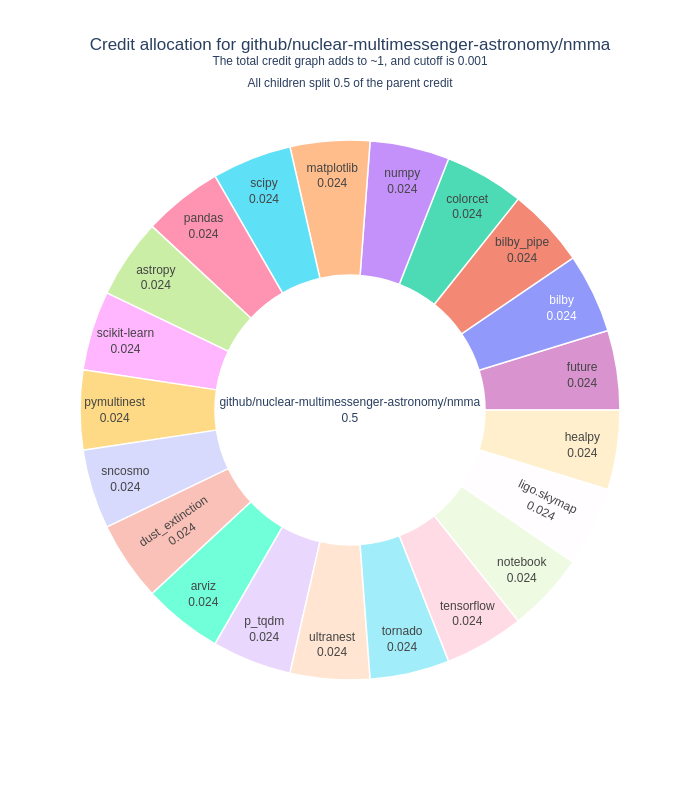 Credit allocation for github/nuclear-multimessenger-astronomy/nmma
The total credit graph adds to ~1, and cutoff is 0.001
All children split 0.5 of the parent credit
matplotlib
0.024
numpy
0.024
colorcet
0.024
bilby_pipe
0.024
bilby
0.024
future
0.024
healpy
0.024
ligo.skymap
0.024
notebook
0.024
tensorflow
0.024
tornado
0.024
ultranest
0.024
p_tqdm
0.024
arviz
0.024
dust_extinction
0.024
sncosmo
0.024
pymultinest
0.024
scikit-learn
0.024
astropy
0.024
pandas
0.024
scipy
0.024
github/nuclear-multimessenger-astronomy/nmma
0.5